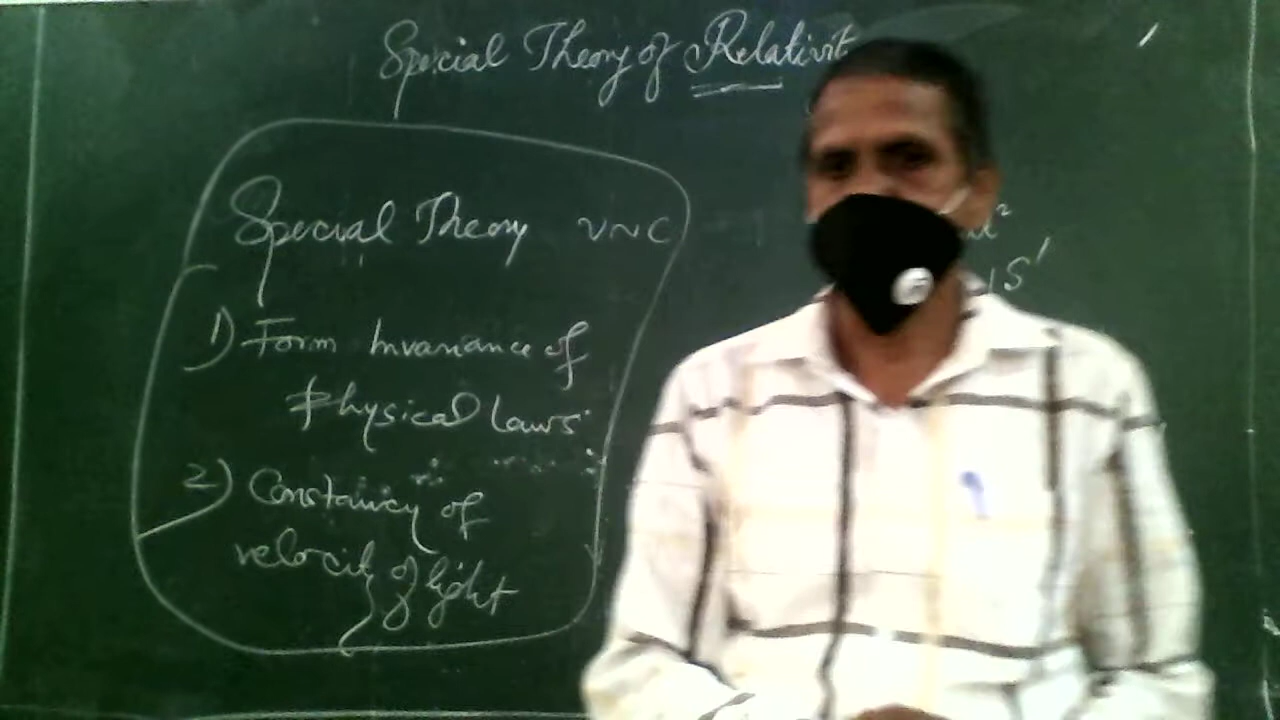 Special Theory of Relativit
Special Theory v~c
1) Form Invariance of
Physical Laws
2) Constancy of
velocity of light
S'